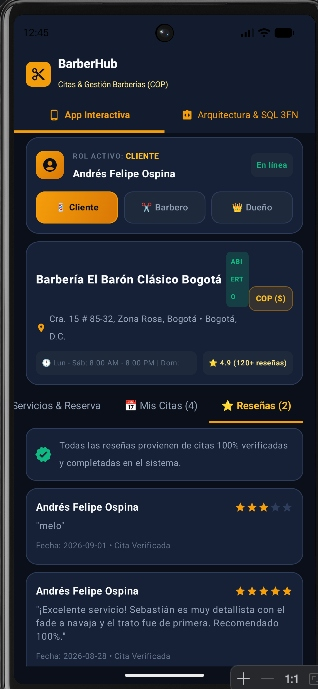 12:45
BarberHub
Citas & Gestión Barberías (COP)
App Interactiva
Arquitectura & SQL 3FN
ROL ACTIVO: CLIENTE
Andrés Felipe Ospina
En línea
Cliente
Barbero
Dueño
Barbería El Barón Clásico Bogotá
ABI
ERT
O
COP ($)
Cra. 15 # 85-32, Zona Rosa, Bogotá • Bogotá,
D.C.
Lun - Sáb: 8:00 AM - 8:00 PM | Dom
4.9 (120+ reseñas)
Servicios & Reserva
Mis Citas (4)
Reseñas (2)
Todas las reseñas provienen de citas 100% verificadas
y completadas en el sistema.
Andrés Felipe Ospina
"melo"
Fecha: 2026-09-01 • Cita Verificada
Andrés Felipe Ospina
"¡Excelente servicio! Sebastián es muy detallista con el
fade a navaja y el trato fue de primera. Recomendado
100%."
Fecha: 2026-08-28 • Cita Verificada
1:1